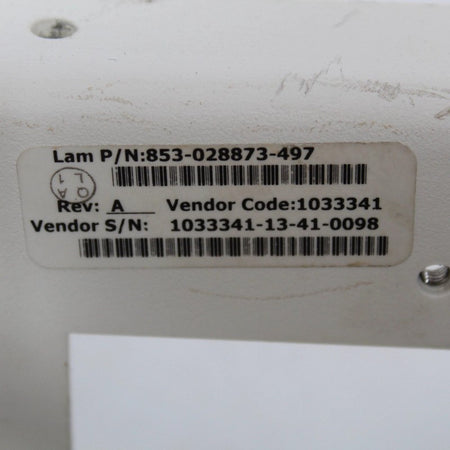 Lam P/N:853-028873-497
Rev: A Vendor Code:1033341
Vendor S/N: 1033341-13-41-0098